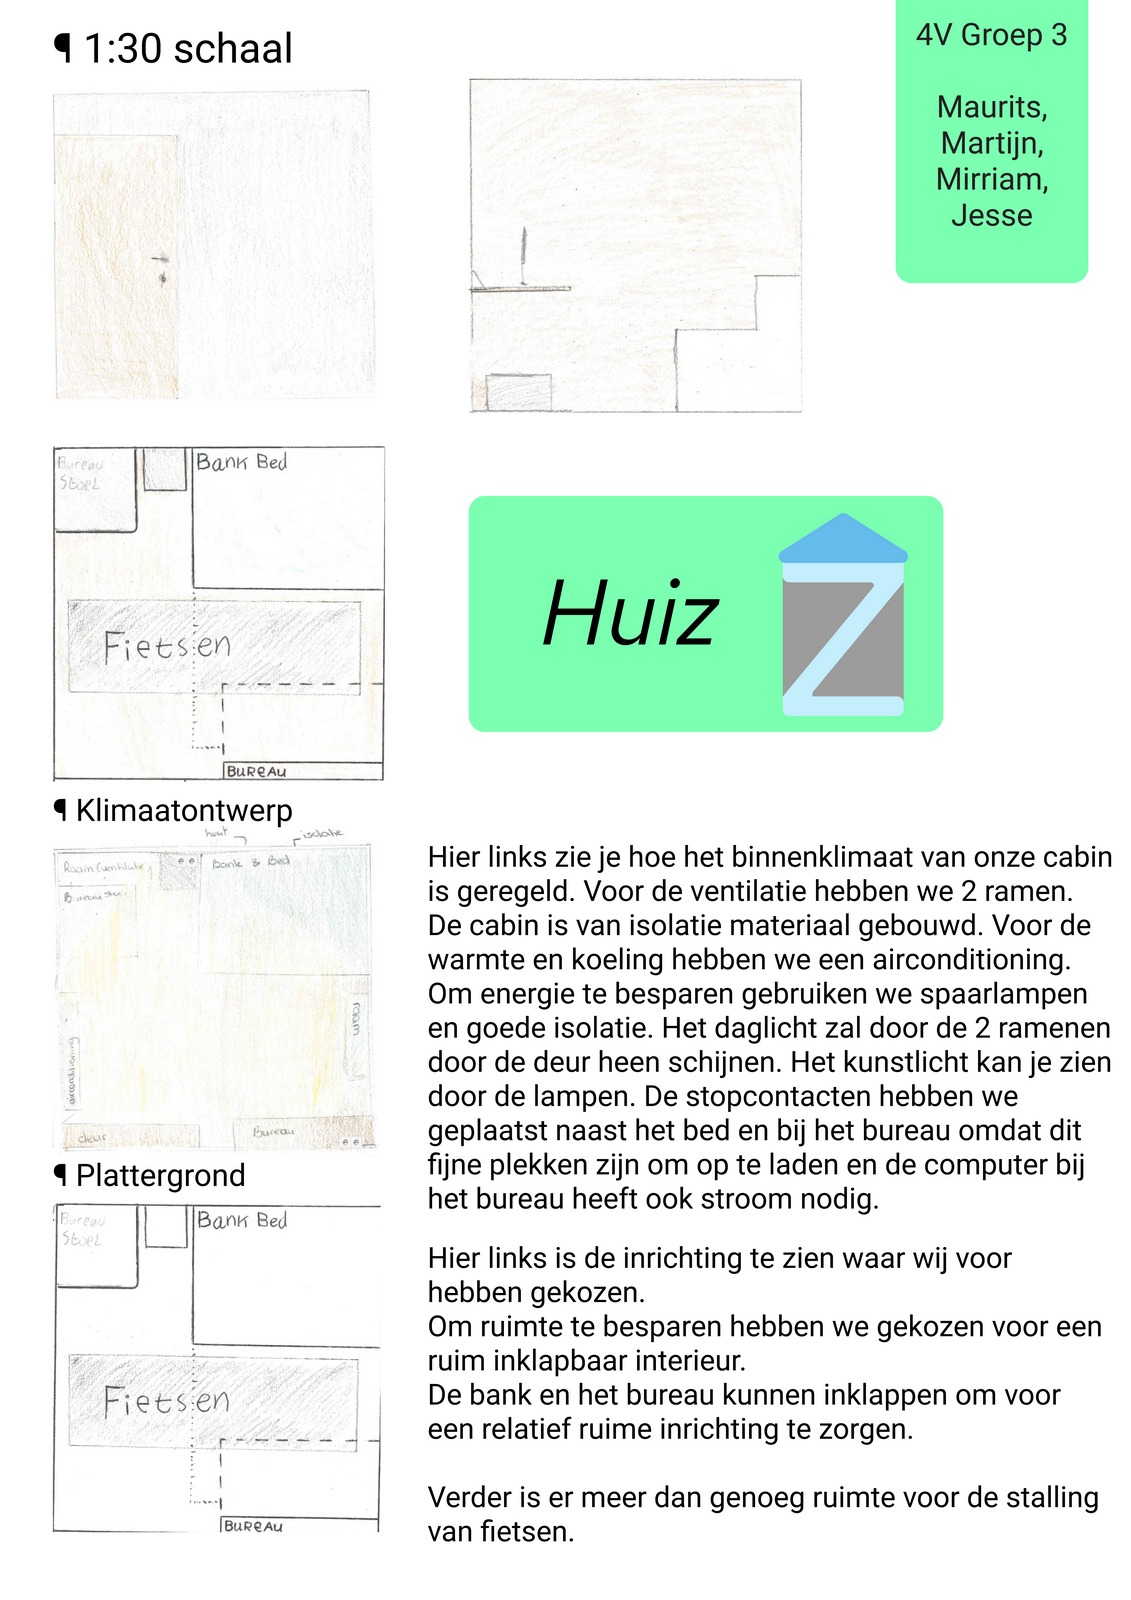 ¶ 1:30 schaal
4V Groep 3
Maurits,
Martijn,
Mirriam,
Jesse
Bureau
Stoel
Bank Bed
Fietsen
BUREAU
Huiz
Z
¶ Klimaatontwerp
hout
isolatie
Raam (ventilatie
Bank & Bed
Bureau
raam
airconditioning
deur
Bureau
Hier links zie je hoe het binnenklimaat van onze cabin
is geregeld. Voor de ventilatie hebben we 2 ramen.
De cabin is van isolatie materiaal gebouwd. Voor de
warmte en koeling hebben we een airconditioning.
Om energie te besparen gebruiken we spaarlampen
en goede isolatie. Het daglicht zal door de 2 ramenen
door de deur heen schijnen. Het kunstlicht kan je zien
door de lampen. De stopcontacten hebben we
geplaatst naast het bed en bij het bureau omdat dit
fijne plekken zijn om op te laden en de computer bij
het bureau heeft ook stroom nodig.
¶ Plattergrond
Bureau
Stoel
Bank Bed
Fietsen
BUREAU
Hier links is de inrichting te zien waar wij voor
hebben gekozen.
Om ruimte te besparen hebben we gekozen voor een
ruim inklapbaar interieur.
De bank en het bureau kunnen inklappen om voor
een relatief ruime inrichting te zorgen.
Verder is er meer dan genoeg ruimte voor de stalling
van fietsen.